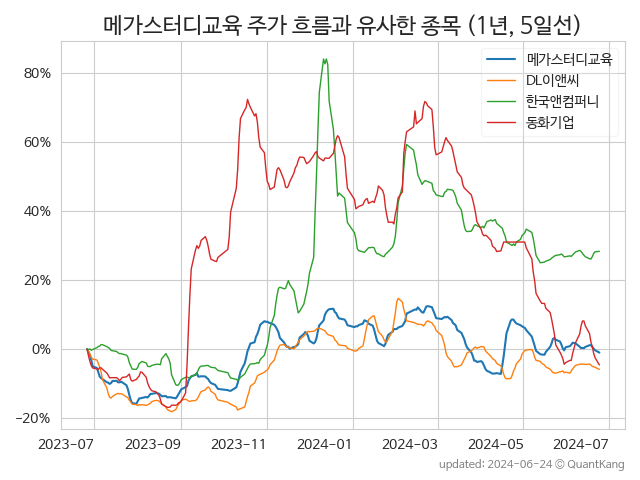 메가스터디교육 주가 흐름과 유사한 종목 (1년, 5일선)
메가스터디교육
DL이앤씨
한국앤컴퍼니
동화기업
80%
60%
40%
20%
0%
−20%
2023-07 2023-09 2023-11 2024-01 2024-03 2024-05 2024-07
updated: 2024-06-24 © QuantKang